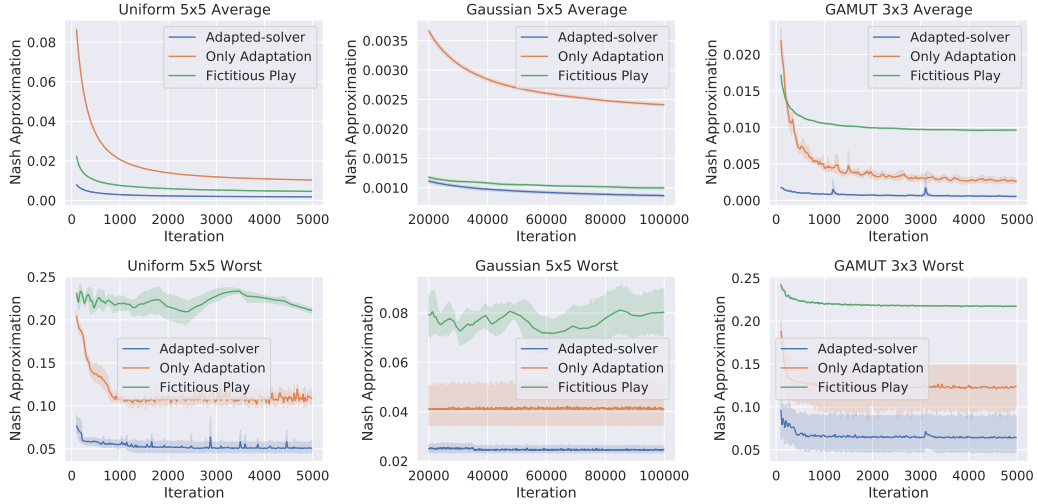 Uniform 5x5 Average
Nash Approximation
0.08
0.06
0.04
0.02
0.00
Adapted-solver
Only Adaptation
Fictitious Play
0 1000 2000 3000 4000 5000
Iteration
Gaussian 5x5 Average
Nash Approximation
0.0035
0.0030
0.0025
0.0020
0.0015
0.0010
Adapted-solver
Only Adaptation
Fictitious Play
20000 40000 60000 80000 100000
Iteration
GAMUT 3x3 Average
Nash Approximation
0.020
0.015
0.010
0.005
0.000
Adapted-solver
Only Adaptation
Fictitious Play
0 1000 2000 3000 4000 5000
Iteration
Uniform 5x5 Worst
Nash Approximation
0.25
0.20
0.15
0.10
0.05
Adapted-solver
Only Adaptation
Fictitious Play
0 1000 2000 3000 4000 5000
Iteration
Gaussian 5x5 Worst
Nash Approximation
0.08
0.06
0.04
0.02
Adapted-solver
Only Adaptation
Fictitious Play
20000 40000 60000 80000 100000
Iteration
GAMUT 3x3 Worst
Nash Approximation
0.25
0.20
0.15
0.10
0.05
Adapted-solver
Only Adaptation
Fictitious Play
0 1000 2000 3000 4000 5000
Iteration